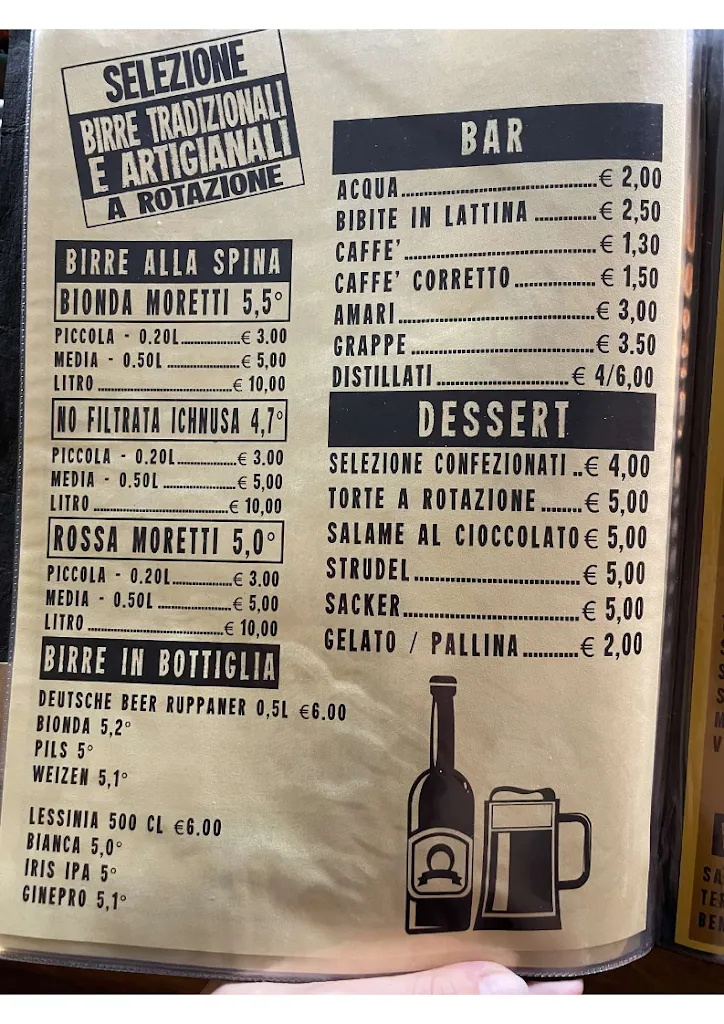 SELEZIONE
BIRRE TRADIZIONALI
E ARTIGIANALI
A ROTAZIONE
BIRRE ALLA SPINA
BIONDA MORETTI 5,5°
PICCOLA - 0.20L..................€ 3.00
MEDIA - 0.50L ......................€ 5,00
LITRO ......................................€ 10,00
NO FILTRATA ICHNUSA 4,7°
PICCOLA - 0.20L..................€ 3.00
MEDIA - 0.50L ......................€ 5,00
LITRO ......................................€ 10,00
ROSSA MORETTI 5,0°
PICCOLA - 0.20L..................€ 3.00
MEDIA - 0.50L ......................€ 5,00
LITRO ......................................€ 10,00
BIRRE IN BOTTIGLIA
DEUTSCHE BEER RUPPANER 0,5L €6.00
BIONDA 5,2°
PILS 5°
WEIZEN 5,1°
LESSINIA 500 CL €6.00
BIANCA 5,0°
IRIS IPA 5°
GINEPRO 5,1°
BAR
ACQUA............................................€ 2,00
BIBITE IN LATTINA ..............€ 2,50
CAFFE'...........................................€ 1,30
CAFFE' CORRETTO..................€ 1,50
AMARI............................................€ 3,00
GRAPPE.........................................€ 3.50
DISTILLATI..............................€ 4/6,00
DESSERT
SELEZIONE CONFEZIONATI ..€ 4,00
TORTE A ROTAZIONE ........€ 5,00
SALAME AL CIOCCOLATO€ 5,00
STRUDEL....................................€ 5,00
SACKER......................................€ 5,00
GELATO / PALLINA...........€ 2,00